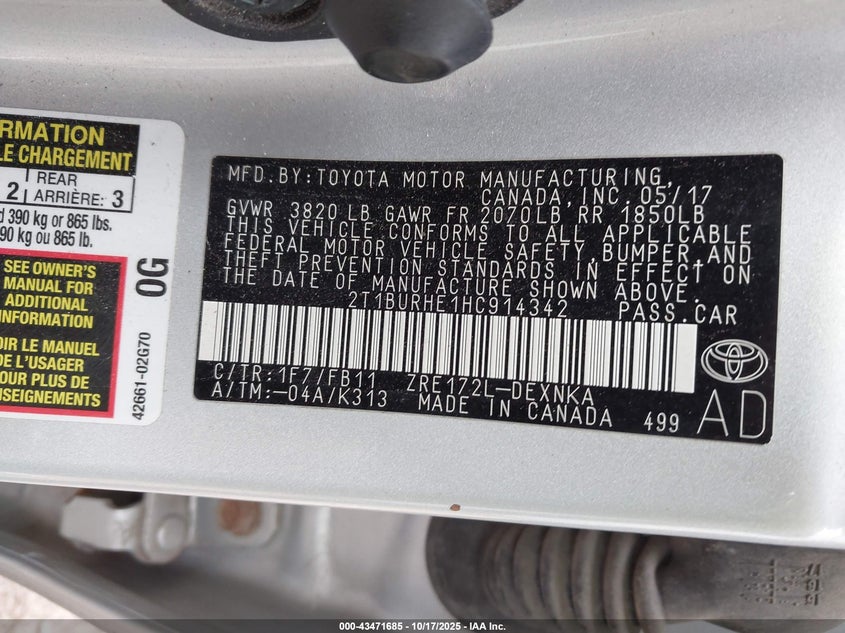 RMATION
LE CHARGEMENT
2 REAR
ARRIÈRE: 3
390 kg or 865 lbs.
90 kg ou 865 lb.
SEE OWNER'S
MANUAL FOR
ADDITIONAL
INFORMATION
OIR LE MANUEL
DE L'USAGER
POUR PLUS DE
NSEIGNEMENTS
0G
42661-02G70
MFD.BY:TOYOTA MOTOR MANUFACTURING,
CANADA, INC. 05/17
GVWR 3820 LB GAWR FR 2070LB RR 1850LB
THIS VEHICLE CONFORMS TO ALL APPLICABLE
FEDERAL MOTOR VEHICLE SAFETY, BUMPER, AND
THEFT PREVENTION STANDARDS IN EFFECT ON
THE DATE OF MANUFACTURE SHOWN ABOVE.
2T1BURHE1HC914342 PASS.CAR
C/TR:1F7/FB11 ZRE172L-DEXNKA
A/TM:-04A/K313 MADE IN CANADA 499 AD
000-43471685 - 10/17/2025 - IAA Inc.